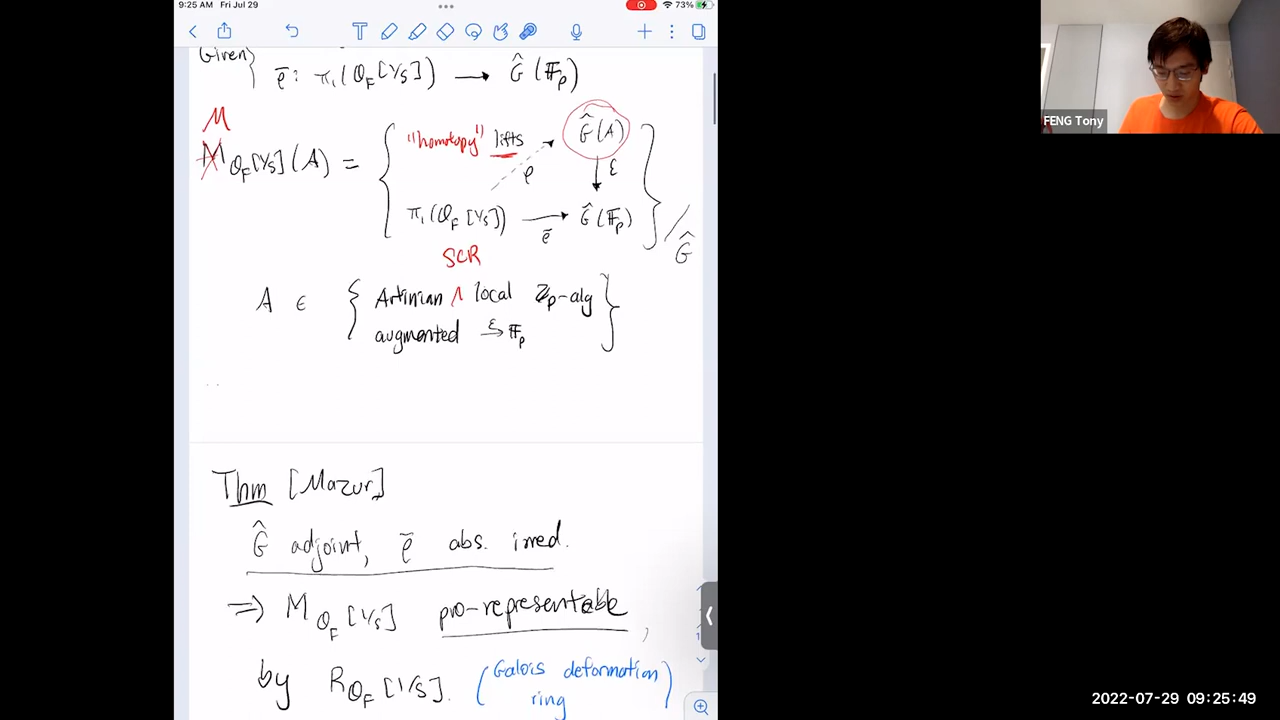 9:25 AM Fri Jul 29
73%
Given
ρ̄ : π₁(O_F[1/S]) → Ĝ(𝔽_p)
M
M_{O_F[1/S]}(A) = { "homotopy" lifts Ĝ(A)
ρ ε
π₁(O_F[1/S]) → Ĝ(𝔽_p) } / Ĝ
ρ̄
SCR
A ∈ { Artinian ∧ local ℤ_p-alg
augmented →^ε 𝔽_p }
Thm [Mazur]
Ĝ adjoint, ρ̄ abs. irred.
⇒ M_{O_F[1/S]} pro-representable,
by R_{O_F[1/S]}. (Galois deformation
ring)
FENG Tony
2022-07-29 09:25:49